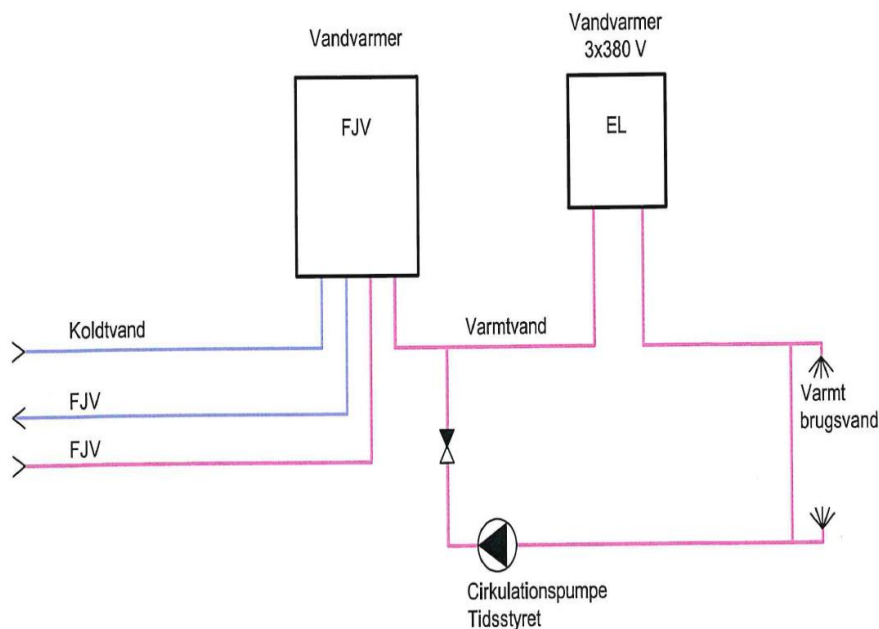 Vandvarmer
Vandvarmer
3x380 V
FJV
EL
Koldtvand
Varmtvand
FJV
FJV
Varmt
brugsvand
Cirkulationspumpe
Tidsstyret